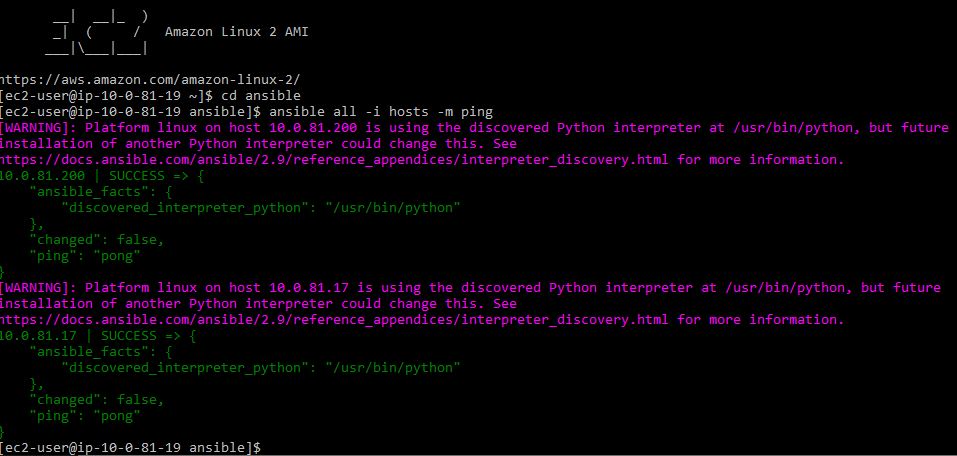 __|  __|_  )
_|  (     /   Amazon Linux 2 AMI
___|\___|___|
https://aws.amazon.com/amazon-linux-2/
[ec2-user@ip-10-0-81-19 ~]$ cd ansible
[ec2-user@ip-10-0-81-19 ansible]$ ansible all -i hosts -m ping
[WARNING]: Platform linux on host 10.0.81.200 is using the discovered Python interpreter at /usr/bin/python, but future
installation of another Python interpreter could change this. See
https://docs.ansible.com/ansible/2.9/reference_appendices/interpreter_discovery.html for more information.
10.0.81.200 | SUCCESS => {
    "ansible_facts": {
        "discovered_interpreter_python": "/usr/bin/python"
    },
    "changed": false,
    "ping": "pong"
}
[WARNING]: Platform linux on host 10.0.81.17 is using the discovered Python interpreter at /usr/bin/python, but future
installation of another Python interpreter could change this. See
https://docs.ansible.com/ansible/2.9/reference_appendices/interpreter_discovery.html for more information.
10.0.81.17 | SUCCESS => {
    "ansible_facts": {
        "discovered_interpreter_python": "/usr/bin/python"
    },
    "changed": false,
    "ping": "pong"
}
[ec2-user@ip-10-0-81-19 ansible]$